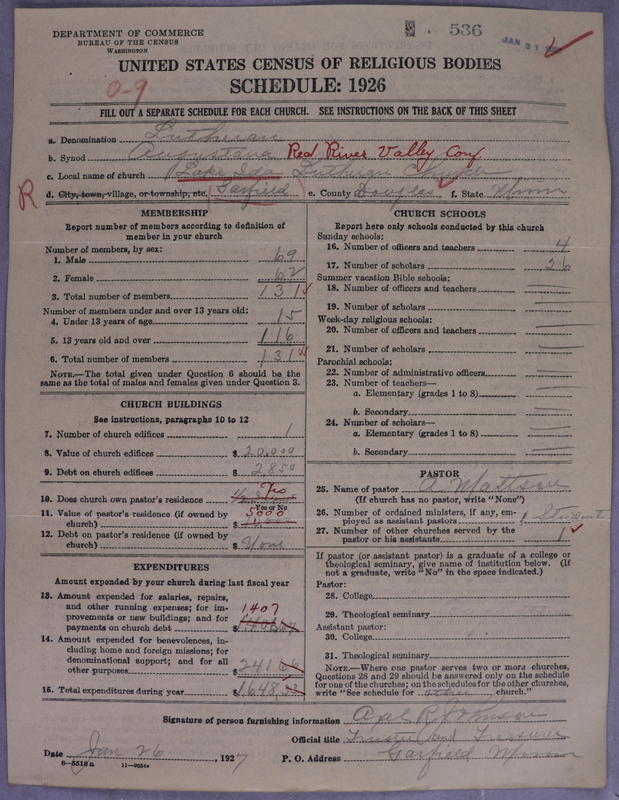 DEPARTMENT OF COMMERCE
BUREAU OF THE CENSUS
WASHINGTON
536
JAN 31
UNITED STATES CENSUS OF RELIGIOUS BODIES
SCHEDULE: 1926
0-9
FILL OUT A SEPARATE SCHEDULE FOR EACH CHURCH. SEE INSTRUCTIONS ON THE BACK OF THIS SHEET
a. Denomination Lutheran
b. Synod Augustana Red River Valley Conf
c. Local name of church Lake Ida Lutheran Church
R d. City, town, village, or township, etc. (Garfield) e. County Douglas f. State Minn
MEMBERSHIP
Report number of members according to definition of
member in your church
Number of members, by sex:
1. Male 69
2. Female 62
3. Total number of members 131
Number of members under and over 13 years old:
4. Under 13 years of age 15
5. 13 years old and over 116
6. Total number of members 131
NOTE.—The total given under Question 6 should be
same as the total of males and females given under Question 3.
CHURCH BUILDINGS
See instructions, paragraphs 10 to 12
7. Number of church edifices 1
8. Value of church edifices $ 20,000
9. Debt on church edifices $ 2850
10. Does church own pastor's residence Yes
Yes or No
11. Value of pastor's residence (if owned by
church) $ 5000
12. Debt on pastor's residence (if owned by
church) $ None
EXPENDITURES
Amount expended by your church during last fiscal year
13. Amount expended for salaries, repairs,
and other running expenses; for im-
provements or new buildings; and for
payments on church debt $ 1407
14. Amount expended for benevolences, in-
cluding home and foreign missions; for
denominational support; and for all
other purposes $ 241
15. Total expenditures during year $ 1,648
CHURCH SCHOOLS
Report here only schools conducted by this church
Sunday schools:
16. Number of officers and teachers 4
17. Number of scholars 26
Summer vacation Bible schools:
18. Number of officers and teachers
19. Number of scholars
Week-day religious schools:
20. Number of officers and teachers
21. Number of scholars
Parochial schools:
22. Number of administrative officers
23. Number of teachers—
a. Elementary (grades 1 to 8)
b. Secondary
24. Number of scholars—
a. Elementary (grades 1 to 8)
b. Secondary
PASTOR
25. Name of pastor A. Mattson
(If church has no pastor, write "None")
26. Number of ordained ministers, if any, em-
ployed as assistant pastors 1 Student
27. Number of other churches served by the
pastor or his assistants 1
If pastor (or assistant pastor) is a graduate of a college or
theological seminary, give name of institution below. (If
not a graduate, write "No" in the space indicated.)
Pastor:
28. College
29. Theological seminary
Assistant pastor:
30. College
31. Theological seminary
NOTE.—Where one pastor serves two or more churches,
Questions 28 and 29 should be answered only on the schedule
for one of the churches; on the schedules for the other churches,
write "See schedule for other church."
Signature of person furnishing information Axel R Johnson
Official title Trustee and Treasurer
Date Jan 26, 1927 P. O. Address Garfield Minn